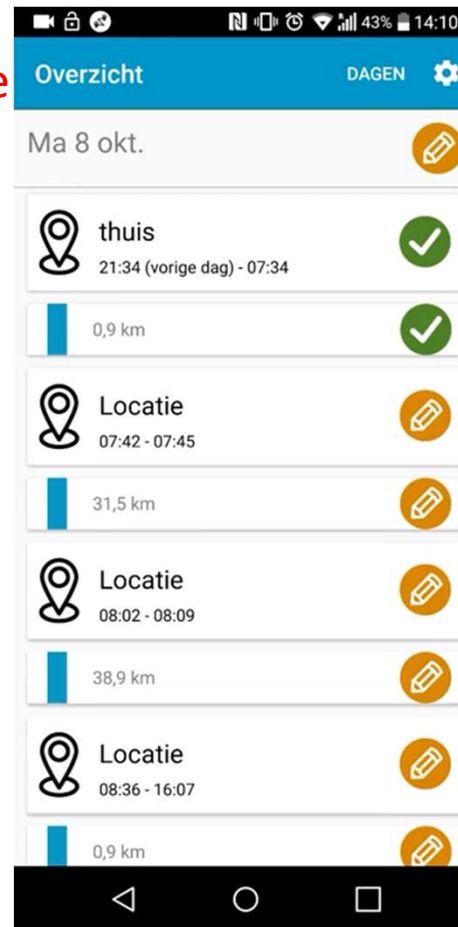 e
43% 14:10
Overzicht DAGEN
Ma 8 okt.
thuis
21:34 (vorige dag) - 07:34
0,9 km
Locatie
07:42 - 07:45
31,5 km
Locatie
08:02 - 08:09
38,9 km
Locatie
08:36 - 16:07
0,9 km